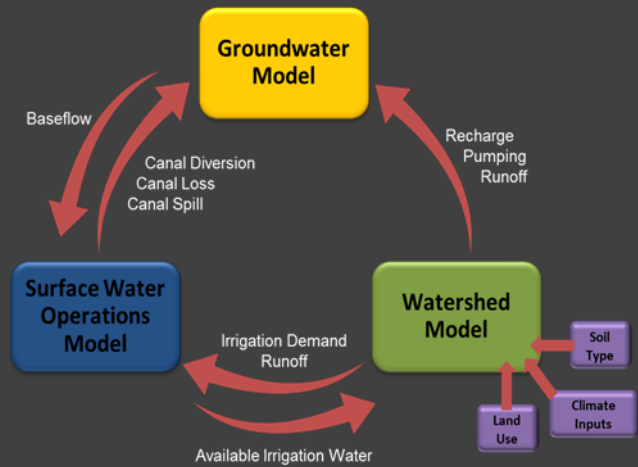 Groundwater
Model
Baseflow
Canal Diversion
Canal Loss
Canal Spill
Recharge
Pumping
Runoff
Surface Water
Operations
Model
Irrigation Demand
Runoff
Watershed
Model
Soil
Type
Climate
Inputs
Land
Use
Available Irrigation Water